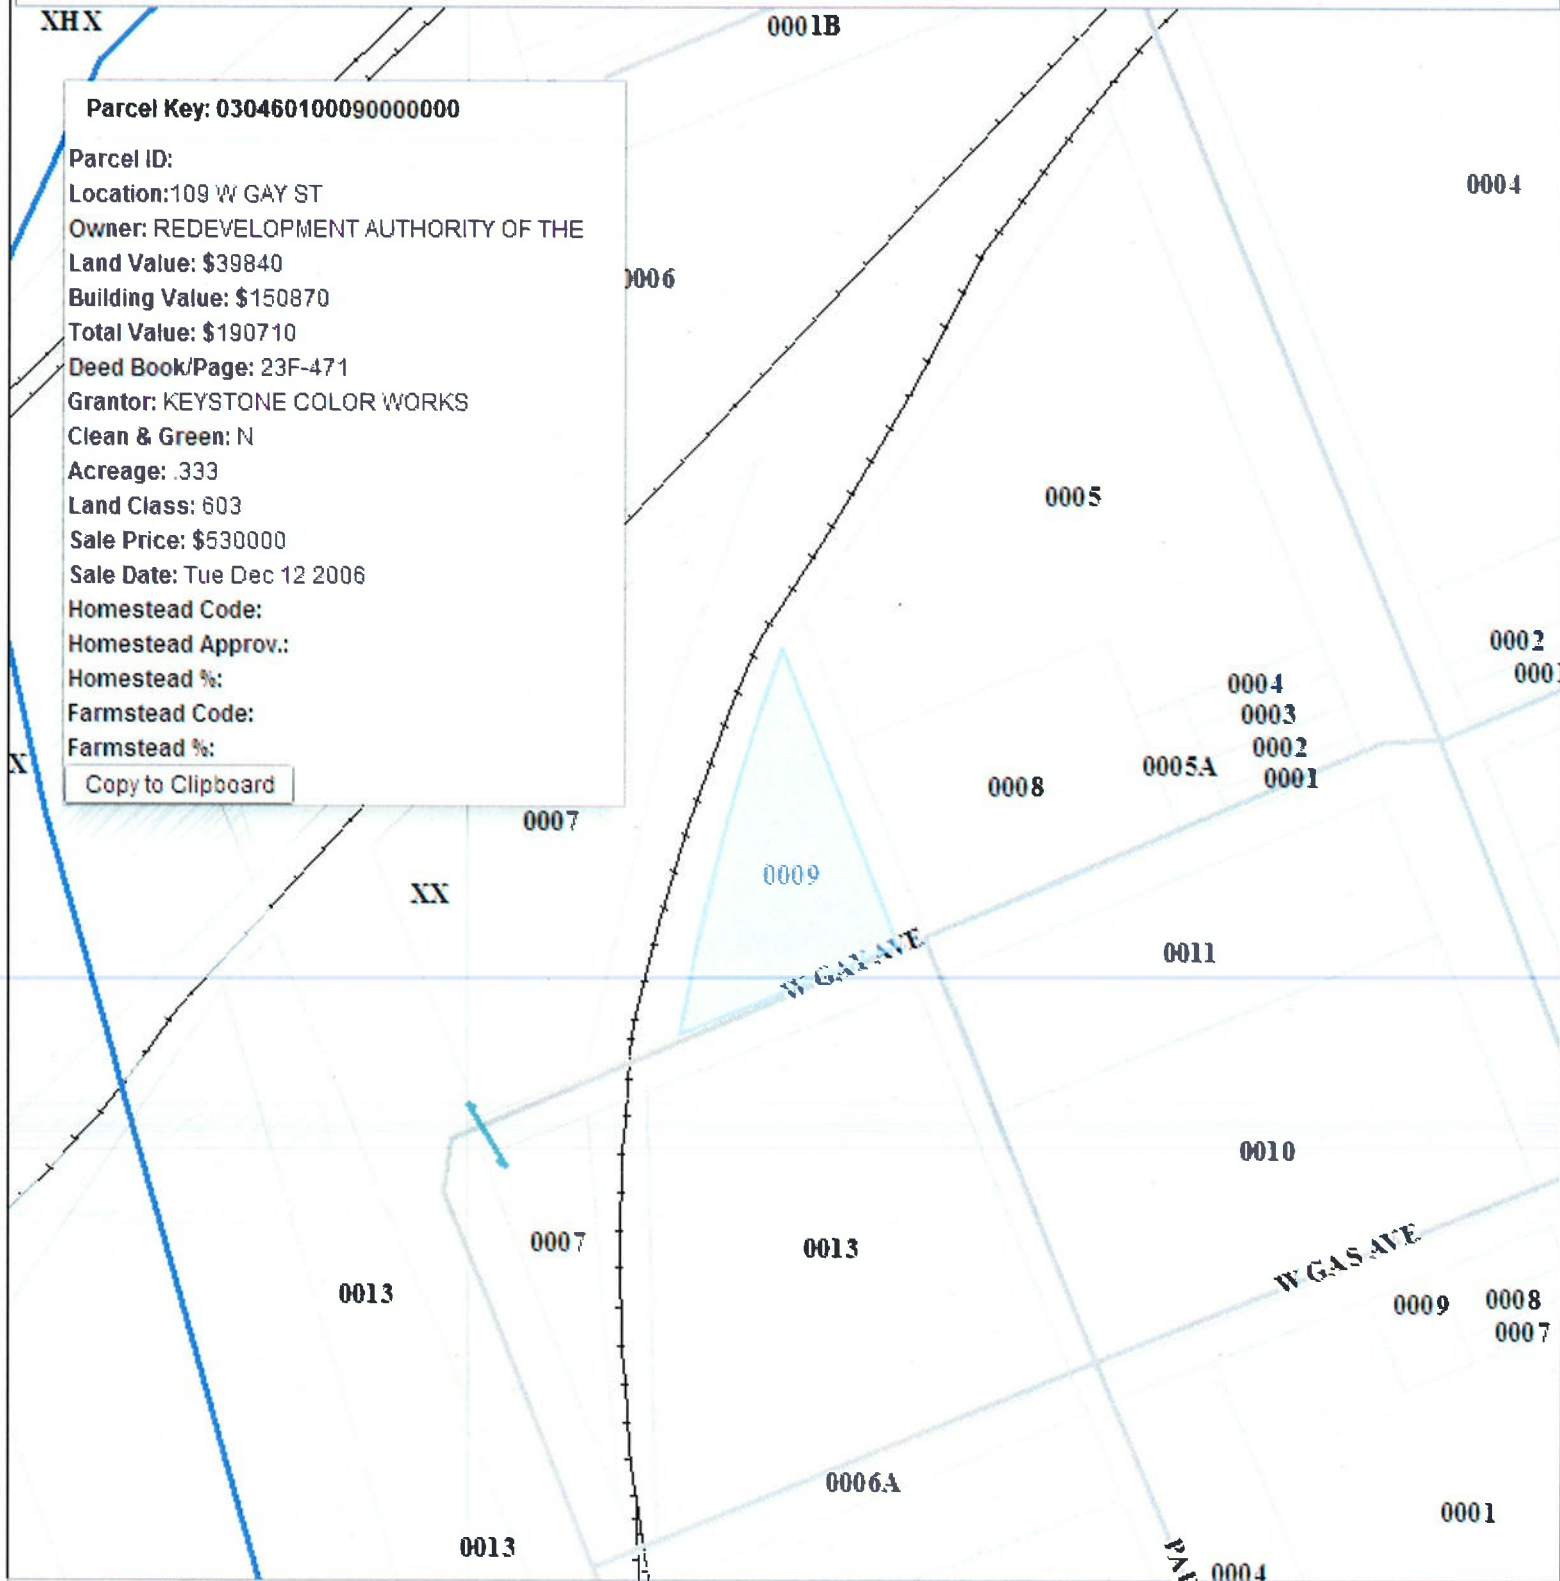 XHX
0001B
Parcel Key: 030460100090000000
Parcel ID:
Location:109 W GAY ST
Owner: REDEVELOPMENT AUTHORITY OF THE
Land Value: $39840
Building Value: $150870
Total Value: $190710
Deed Book/Page: 23F-471
Grantor: KEYSTONE COLOR WORKS
Clean & Green: N
Acreage: .333
Land Class: 603
Sale Price: $530000
Sale Date: Tue Dec 12 2006
Homestead Code:
Homestead Approv.:
Homestead %:
Farmstead Code:
Farmstead %:
Copy to Clipboard
0004
0006
0005
0002
0004
0003
0002
0001
0005A
0008
X
0007
XX
0009
W GAY AVE
0011
0010
0007
0013
0013
W GAS AVE
0009
0008
0007
0006A
0001
0013
0004